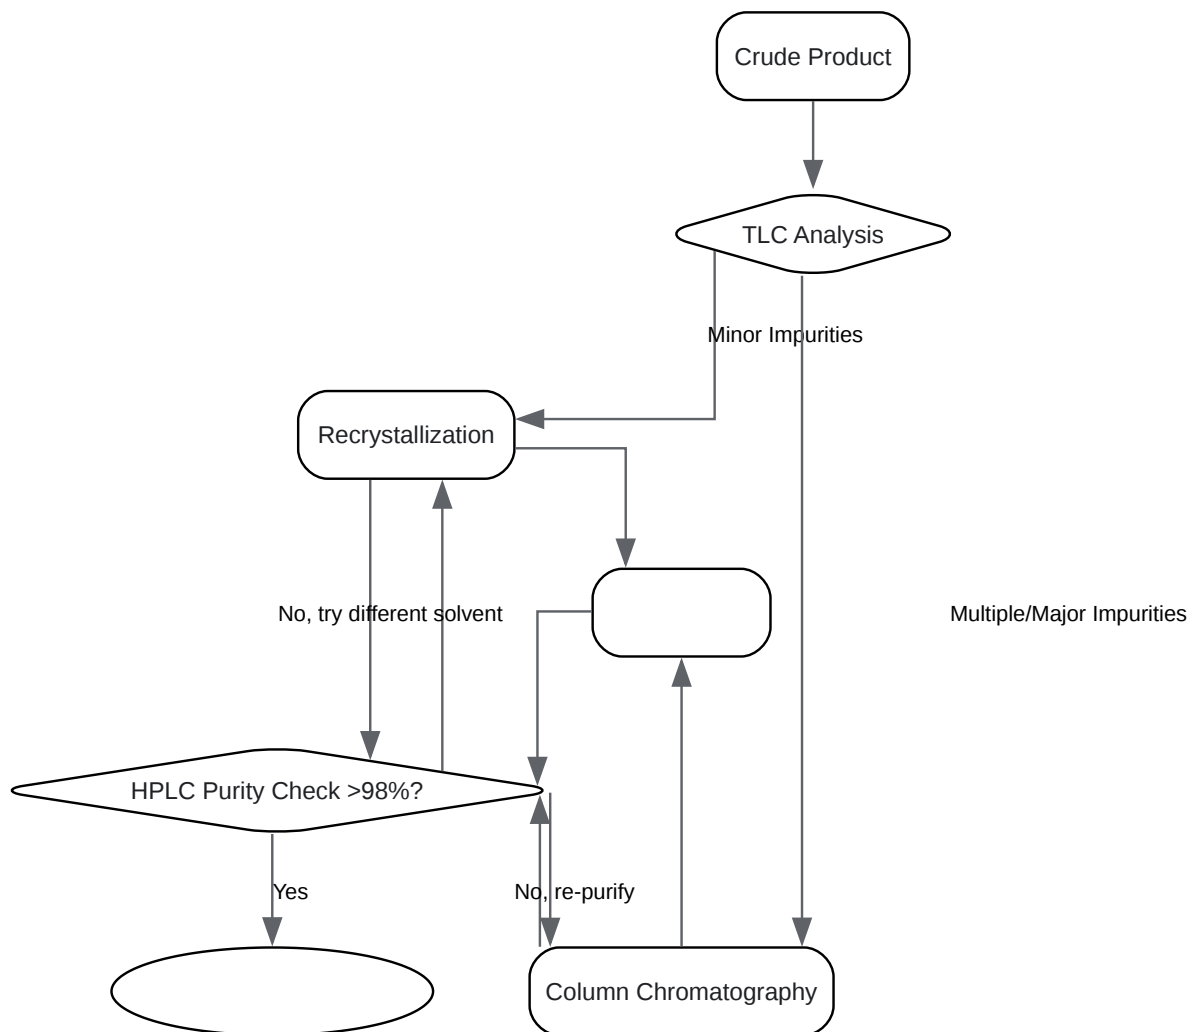 Crude Product
TLC Analysis
Minor Impurities
Recrystallization
No, try different solvent
Multiple/Major Impurities
HPLC Purity Check >98%?
Yes
No, re-purify
Column Chromatography